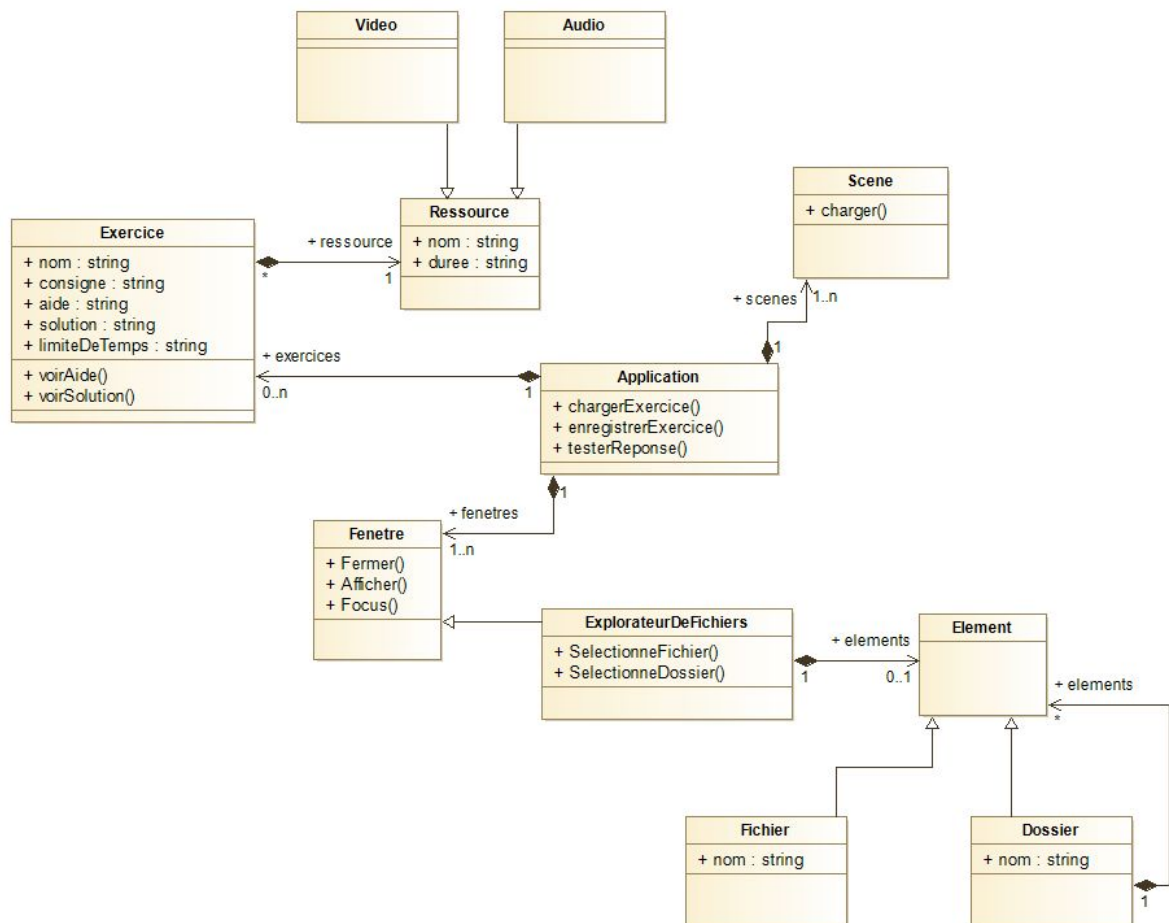 Video
Audio
Scene
+ charger()
Ressource
+ nom : string
+ duree : string
Exercice
+ nom : string
+ consigne : string
+ aide : string
+ solution : string
+ limiteDeTemps : string
+ voirAide()
+ voirSolution()
+ ressource
*
1
+ scenes
1..n
1
+ exercices
0..n
1
Application
+ chargerExercice()
+ enregistrerExercice()
+ testerReponse()
1
+ fenetres
1..n
Fenetre
+ Fermer()
+ Afficher()
+ Focus()
ExplorateurDeFichiers
+ SelectionneFichier()
+ SelectionneDossier()
+ elements
1
0..1
Element
+ elements
*
Fichier
+ nom : string
Dossier
+ nom : string
1